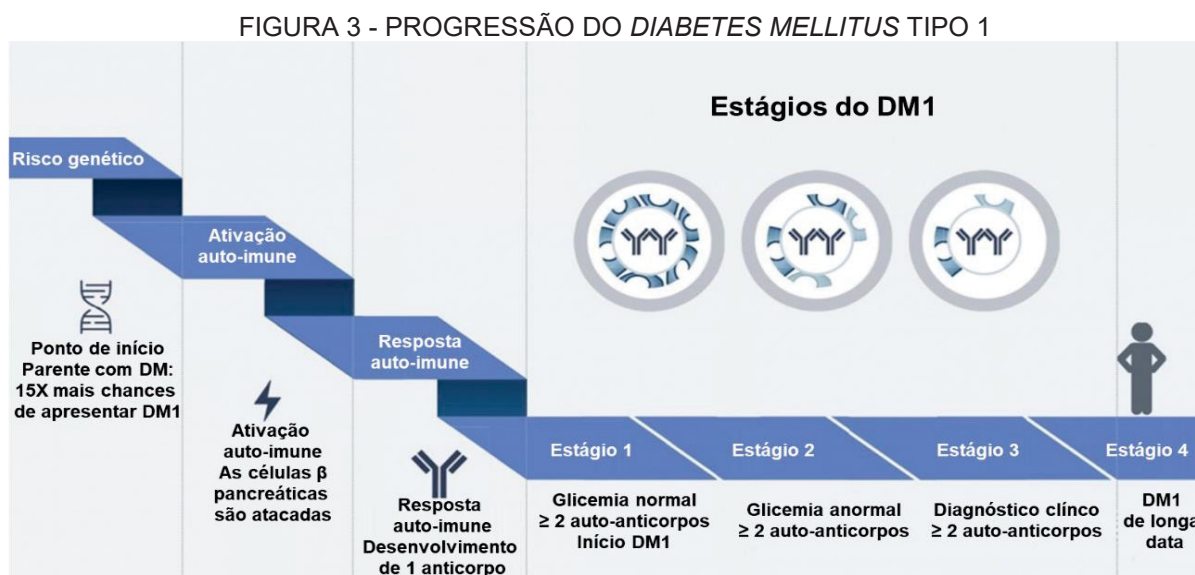 FIGURA 3 - PROGRESSÃO DO DIABETES MELLITUS TIPO 1
Estágios do DM1
Risco genético
Ativação
auto-imune
Resposta
auto-imune
Ponto de início
Parente com DM:
15X mais chances
de apresentar DM1
Ativação
auto-imune
As células β
pancreáticas
são atacadas
Resposta
auto-imune
Desenvolvimento
de 1 anticorpo
Estágio 1
Estágio 2
Estágio 3
Estágio 4
Glicemia normal
≥ 2 auto-anticorpos
Início DM1
Glicemia anormal
≥ 2 auto-anticorpos
Diagnóstico clínco
≥ 2 auto-anticorpos
DM1
de longa
data